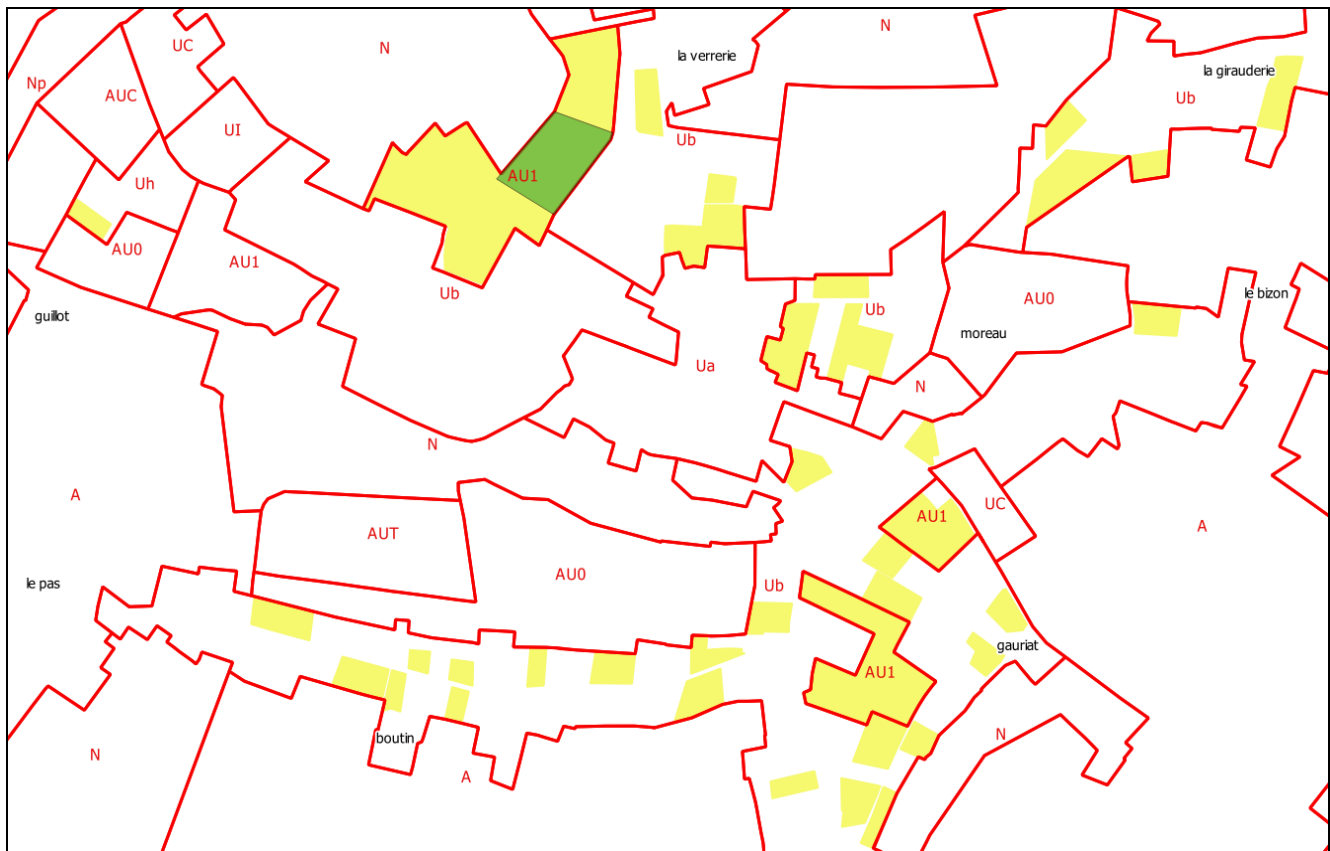 N
la verrerie
N
UC
la girauderie
Np
AUC
Ub
UI
Ub
Uh
AU1
AU0
AU1
Ub
le bizon
AU0
guillot
Ub
moreau
Ua
N
N
A
UC
AU1
A
AUT
AU0
le pas
Ub
gauriat
AU1
boutin
N
N
A